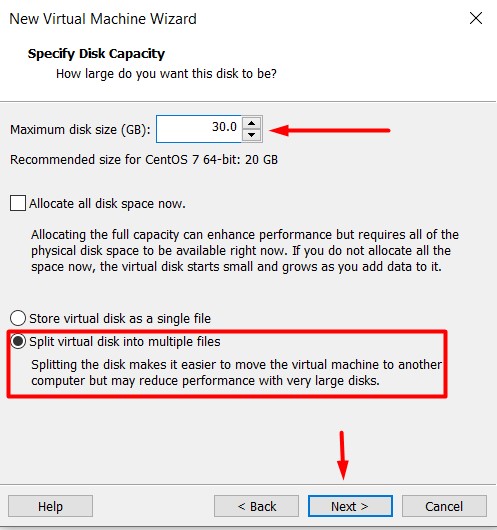 New Virtual Machine Wizard
Specify Disk Capacity
How large do you want this disk to be?
Maximum disk size (GB): 30.0
Recommended size for CentOS 7 64-bit: 20 GB
Allocate all disk space now.
Allocating the full capacity can enhance performance but requires all of the
physical disk space to be available right now. If you do not allocate all the
space now, the virtual disk starts small and grows as you add data to it.
Store virtual disk as a single file
Split virtual disk into multiple files
Splitting the disk makes it easier to move the virtual machine to another
computer but may reduce performance with very large disks.
Help < Back Next > Cancel